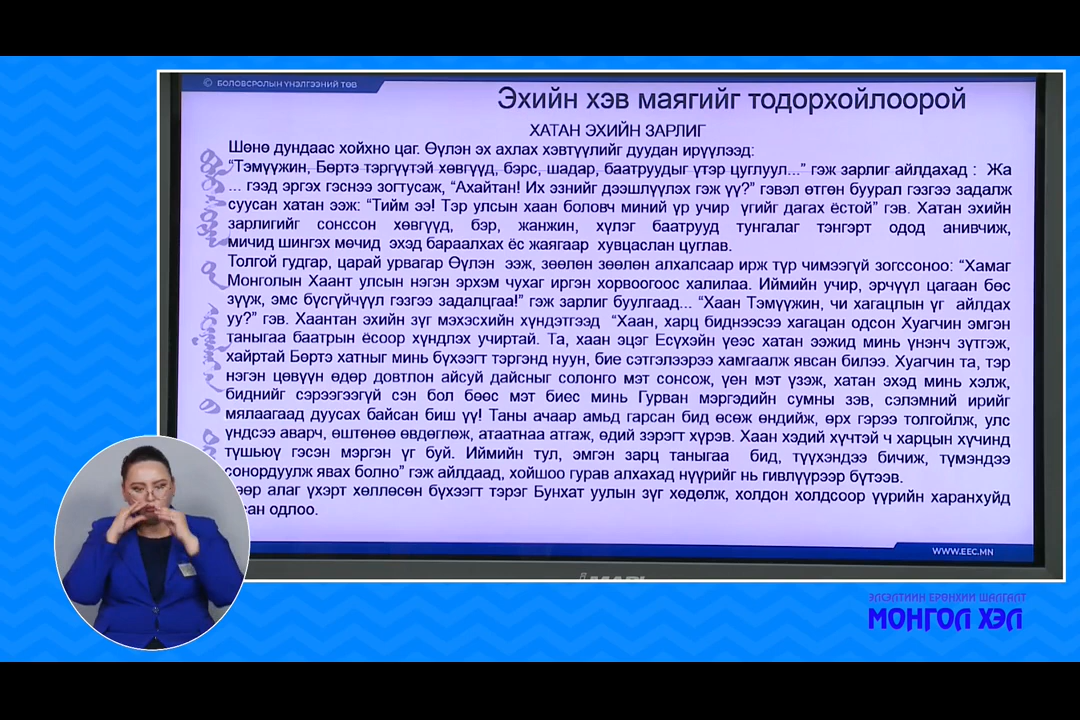 © БОЛОВСРОЛЫН ҮНЭЛГЭЭНИЙ ТӨВ
Эхийн хэв маягийг тодорхойлоорой
ХАТАН ЭХИЙН ЗАРЛИГ
Шөнө дундаас хойхно цаг. Өүлэн эх ахлах хэвтүүлийг дуудан ирүүлээд:
“Тэмүүжин, Бөртэ тэргүүтэй хөвгүүд, бэрс, шадар, баатруудыг үтэр цуглуул...” гэж зарлиг айлдахад : Жа
... гээд эргэх гэснээ зогтусаж, “Ахайтан! Их эзнийг дээшлүүлэх гэж үү?” гэвэл өтгөн буурал гэзгээ задалж
суусан хатан ээж: “Тийм ээ! Тэр улсын хаан боловч миний үр учир үгийг дагах ёстой” гэв. Хатан эхийн
зарлигийг сонссон хөвгүүд, бэр, жанжин, хүлэг баатрууд тунгалаг тэнгэрт одод анивчиж,
мичид шингэх мөчид эхэд бараалхах ёс жаягаар хувцаслан цуглав.
Толгой гудгар, царай урвагар Өүлэн ээж, зөөлөн зөөлөн алхалсаар ирж түр чимээгүй зогссоноо: “Хамаг
Монголын Хаант улсын нэгэн эрхэм чухаг иргэн хорвоогоос халилаа. Иймийн учир, эрчүүл цагаан бөс
зүүж, эмс бүсгүйчүүл гэзгээ задалцгаа!” гэж зарлиг буулгаад... “Хаан Тэмүүжин, чи хагацлын үг айлдах
уу?” гэв. Хаантан эхийн зүг мэхэсхийн хүндэтгээд “Хаан, харц биднээсээ хагацан одсон Хуагчин эмгэн
таныгаа баатрын ёсоор хүндлэх учиртай. Та, хаан эцэг Есүхэйн үеэс хатан ээжид минь үнэнч зүтгэж,
хайртай Бөртэ хатныг минь бүхээгт тэргэнд нуун, бие сэтгэлээрээ хамгаалж явсан билээ. Хуагчин та, тэр
нэгэн цөвүүн өдөр довтлон айсуй дайсныг солонго мэт сонсож, үен мэт үзэж, хатан эхэд минь хэлж,
биднийг сэрээгээгүй сэн бол бөөс мэт биес минь Гурван мэргэдийн сумны зэв, сэлэмний ирийг
мялаагаад дуусах байсан биш үү! Таны ачаар амьд гарсан бид өсөж өндийж, өрх гэрээ толгойлж, улс
үндсээ аварч, өштөнөө өвдөглөж, атаатнаа атгаж, өдий зэрэгт хүрэв. Хаан хэдий хүчтэй ч харцын хүчинд
түшьюү гэсэн мэргэн үг буй. Иймийн тул, эмгэн зарц таныгаа бид, түүхэндээ бичиж, түмэндээ
сонордуулж явах болно” гэж айлдаад, хойшоо гурав алхахад нүүрийг нь гивлүүрээр бүтээв.
алаг үхэрт хөллөсөн бүхээгт тэрэг Бунхат уулын зүг хөдөлж, холдон холдсоор үүрийн харанхуйд
одлоо.
WWW.EEC.MN
ЭЛСЭЛТИЙН ЕРӨНХИЙ ШАЛГАЛТ
МОНГОЛ ХЭЛ